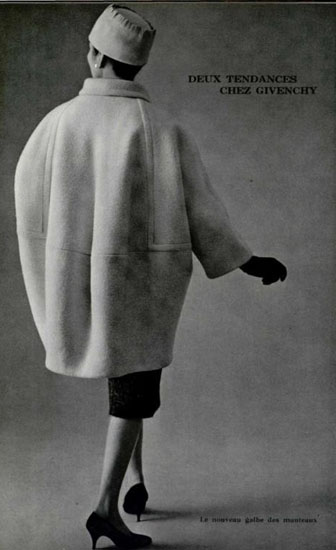 DEUX TENDANCES
CHEZ GIVENCHY
Le nouveau galbe des manteaux